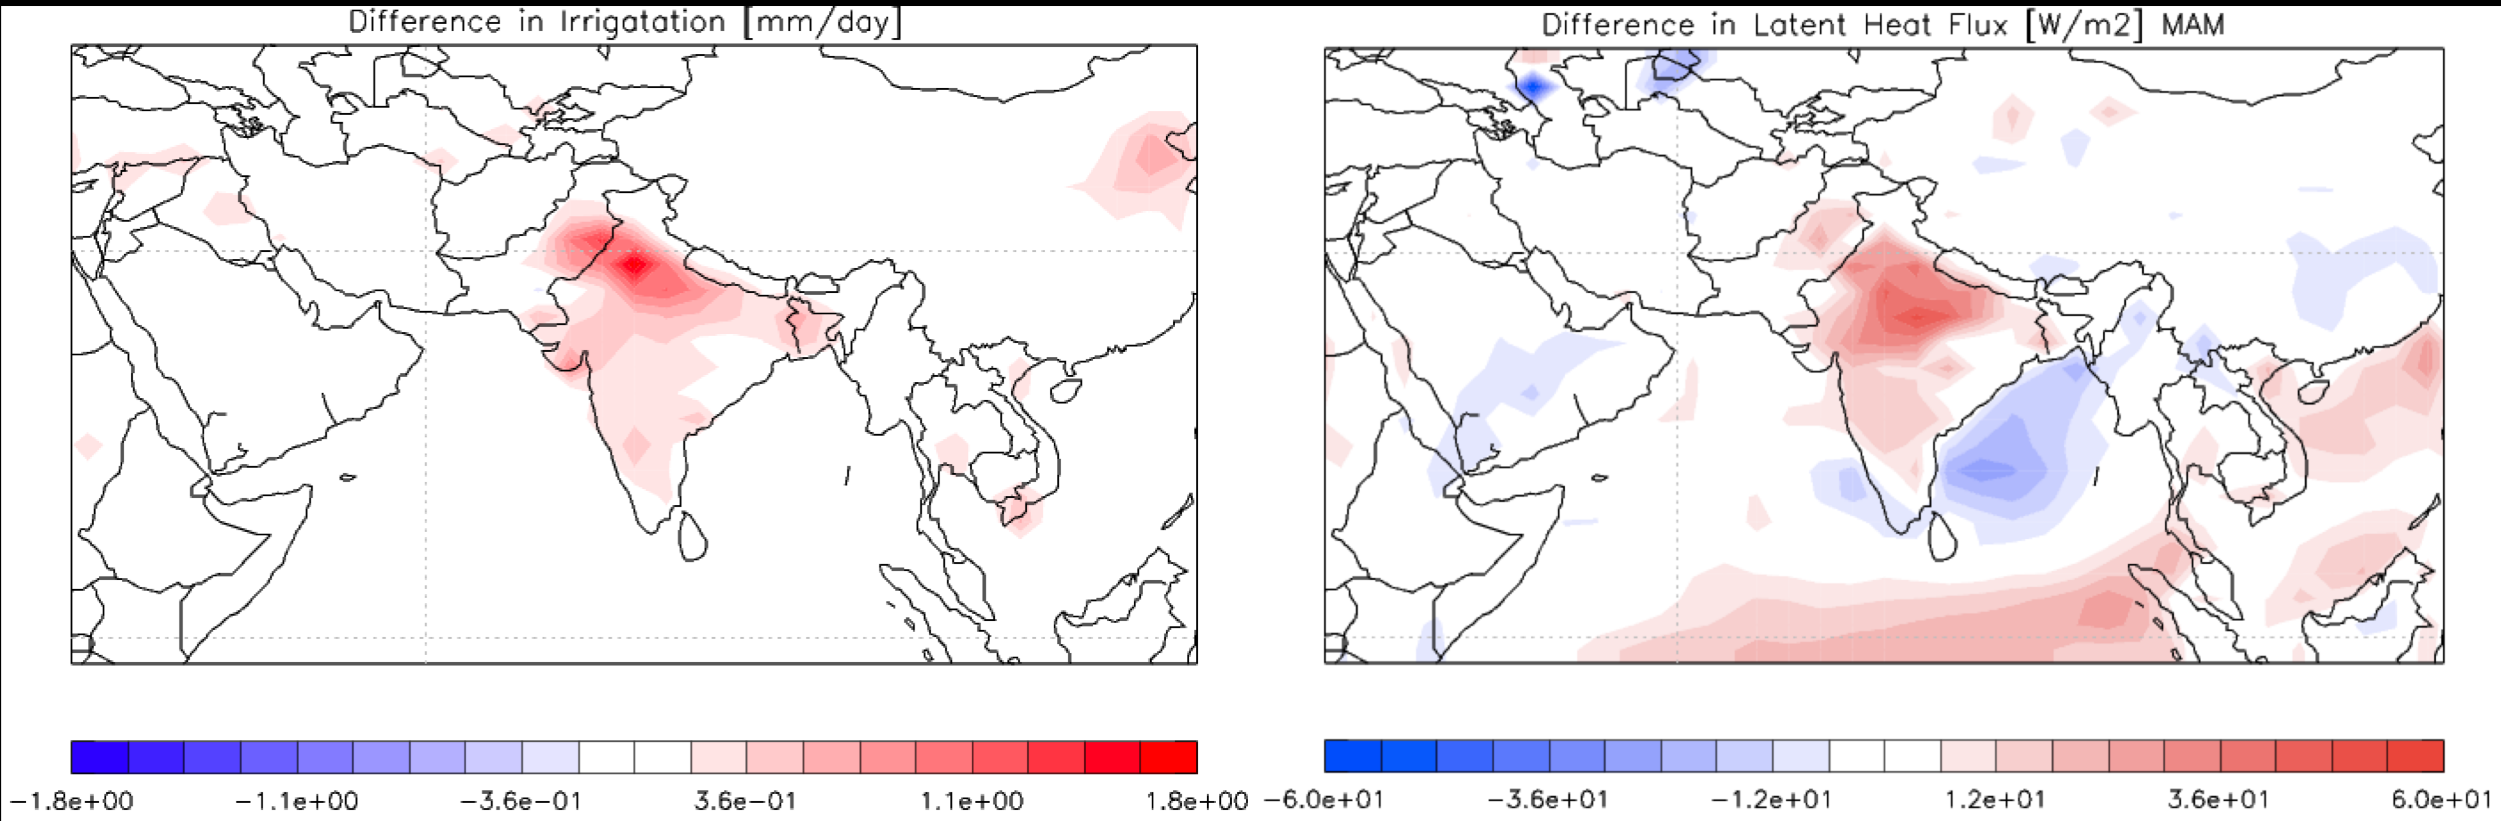 Difference in Irrigatation [mm/day]
Difference in Latent Heat Flux [W/m2] MAM
−1.8e+00 −1.1e+00 −3.6e−01 3.6e−01 1.1e+00 1.8e+00
−6.0e+01 −3.6e+01 −1.2e+01 1.2e+01 3.6e+01 6.0e+01